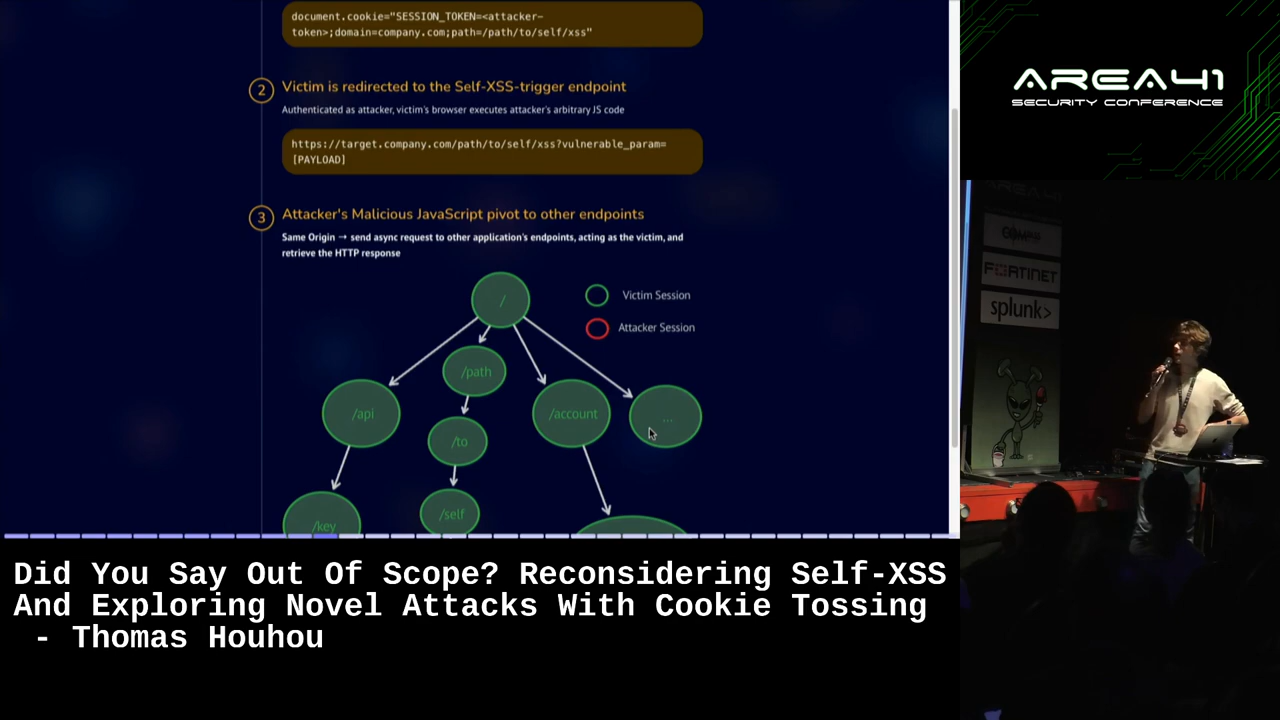 document.cookie="SESSION_TOKEN=<attacker-
token>;domain=company.com;path=/path/to/self/xss"
2
Victim is redirected to the Self-XSS-trigger endpoint
Authenticated as attacker, victim's browser executes attacker's arbitrary JS code
https://target.company.com/path/to/self/xss?vulnerable_param=
[PAYLOAD]
3
Attacker's Malicious JavaScript pivot to other endpoints
Same Origin → send async request to other application's endpoints, acting as the victim, and
retrieve the HTTP response
/
Victim Session
Attacker Session
/path
/api
/account
...
/to
/self
/key
AREA41
SECURITY CONFERENCE
AREA41
FORTINET
splunk>
Did You Say Out Of Scope? Reconsidering Self-XSS
And Exploring Novel Attacks With Cookie Tossing
- Thomas Houhou